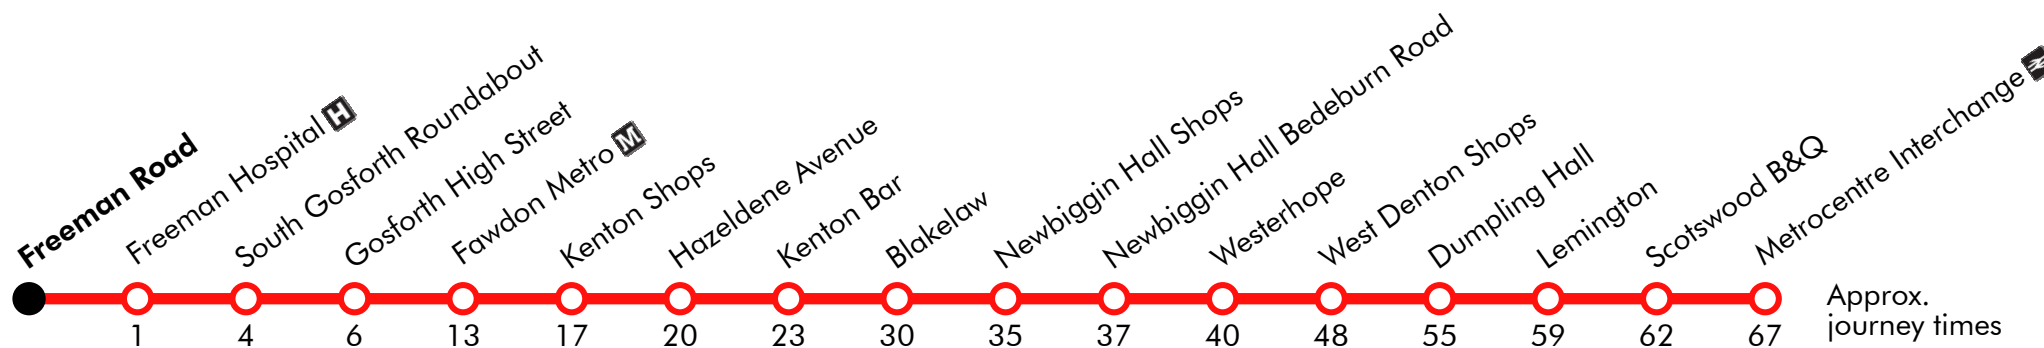 Freeman Road
Freeman Hospital H
South Gosforth Roundabout
Gosforth High Street
Fawdon Metro M
Kenton Shops
Hazeldene Avenue
Kenton Bar
Blakelaw
Newbiggin Hall Shops
Newbiggin Hall Bedeburn Road
Westerhope
West Denton Shops
Dumpling Hall
Lemington
Scotswood B&Q
Metrocentre Interchange
1 4 6 13 17 20 23 30 35 37 40 48 55 59 62 67
Approx.
journey times